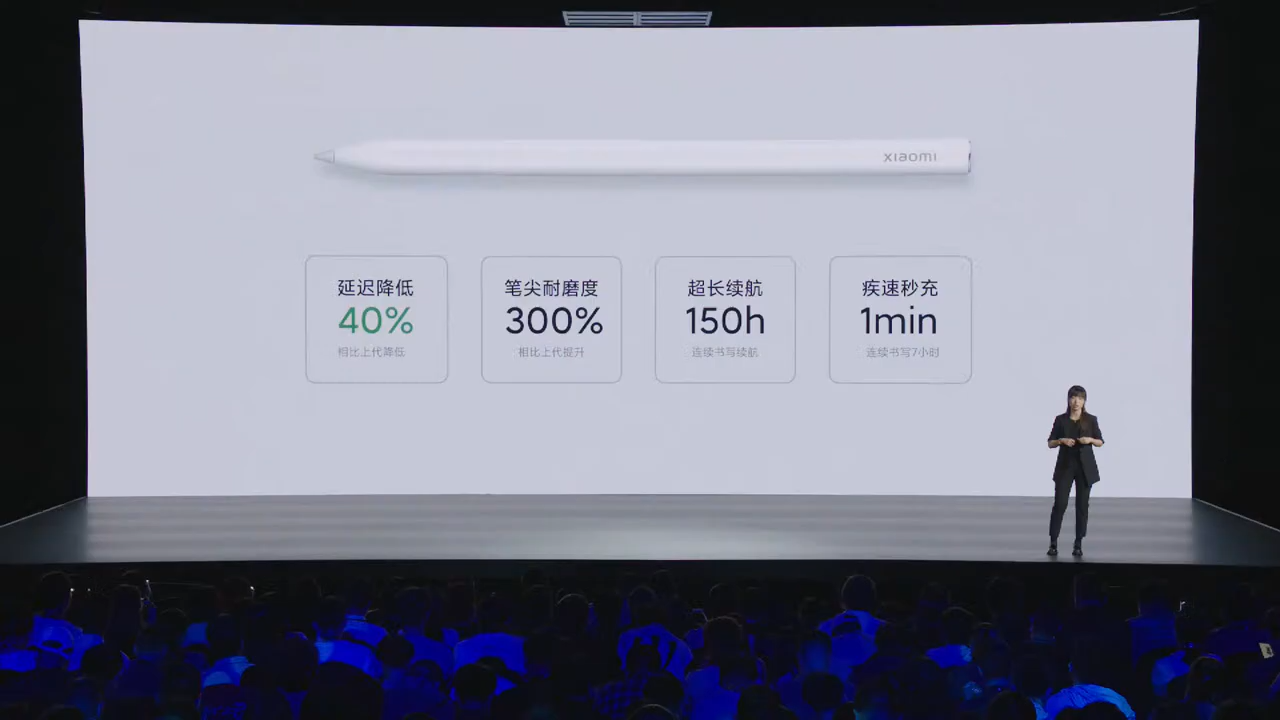 xiaomi
延迟降低
40%
相比上代降低
笔尖耐磨度
300%
相比上代提升
超长续航
150h
连续书写续航
疾速秒充
1min
连续书写7小时